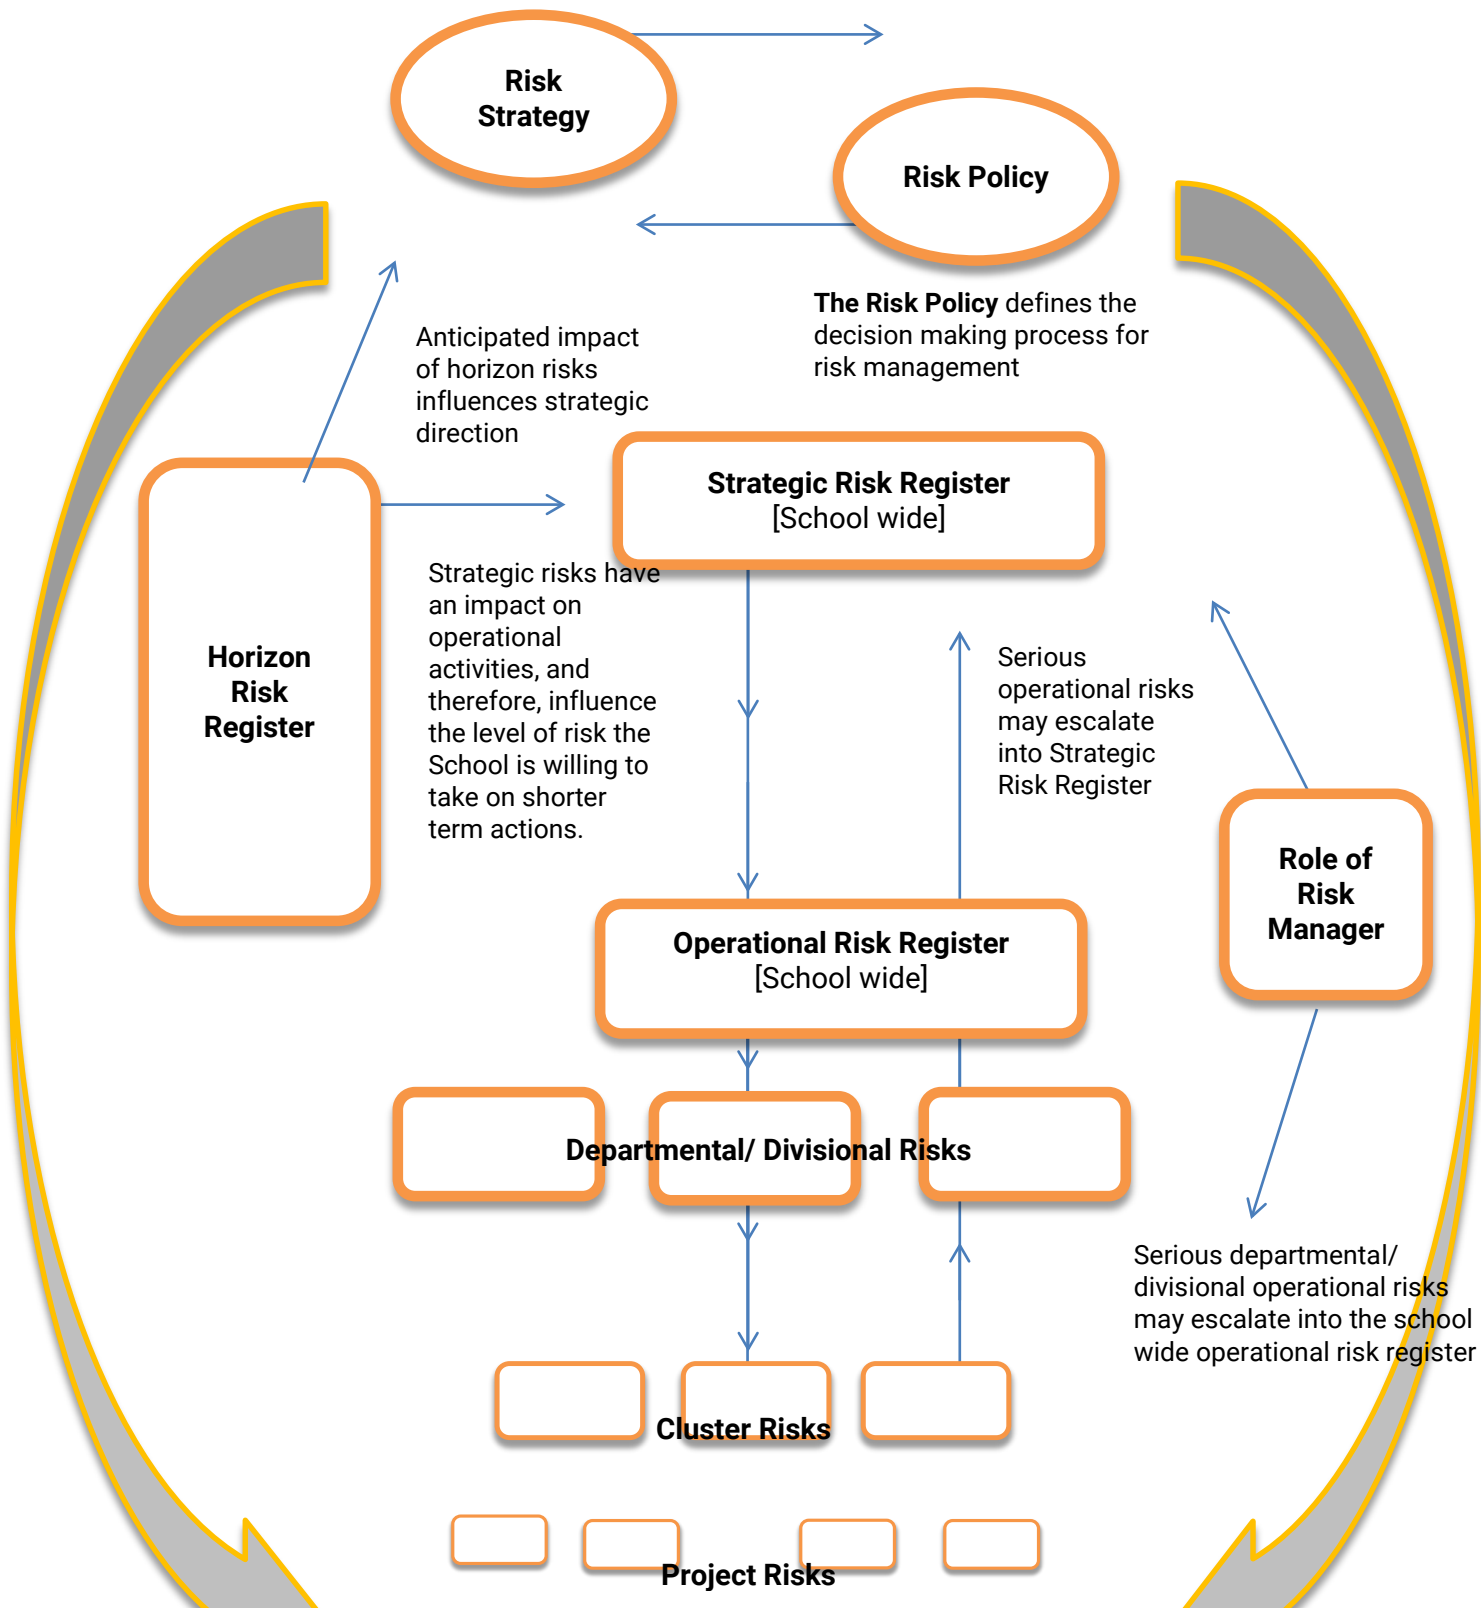 Risk
Strategy
Risk Policy
The Risk Policy defines the
decision making process for
risk management
Anticipated impact
of horizon risks
influences strategic
direction
Strategic Risk Register
[School wide]
Strategic risks have
an impact on
operational
activities, and
therefore, influence
the level of risk the
School is willing to
take on shorter
term actions.
Horizon
Risk
Register
Serious
operational risks
may escalate
into Strategic
Risk Register
Role of
Risk
Manager
Operational Risk Register
[School wide]
Departmental/ Divisional Risks
Serious departmental/
divisional operational risks
may escalate into the school
wide operational risk register
Cluster Risks
Project Risks